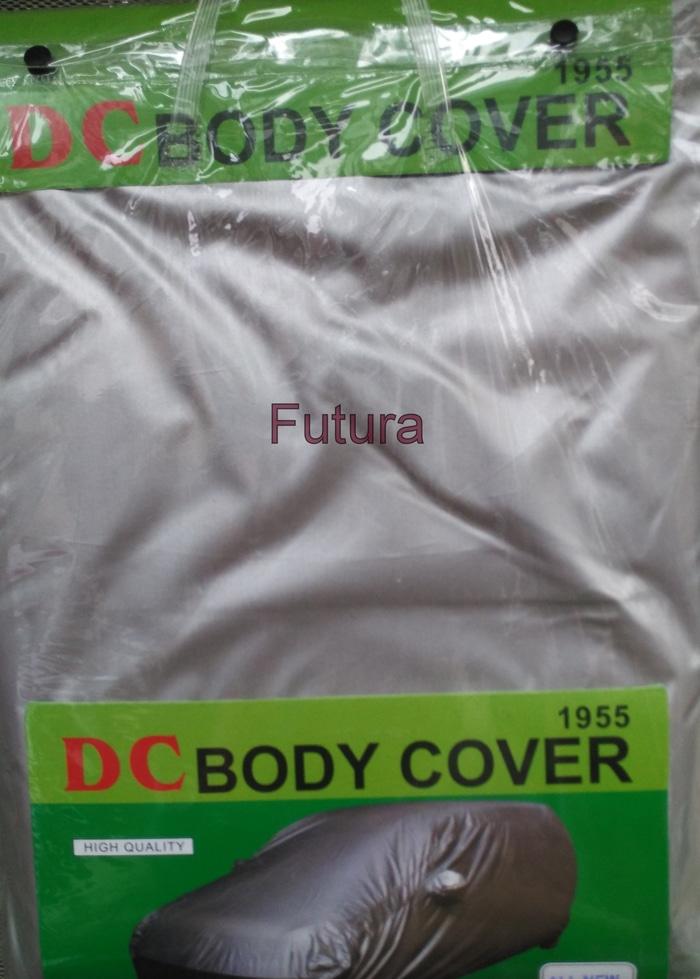 1955
DC BODY COVER
Futura
1955
DC BODY COVER
HIGH QUALITY